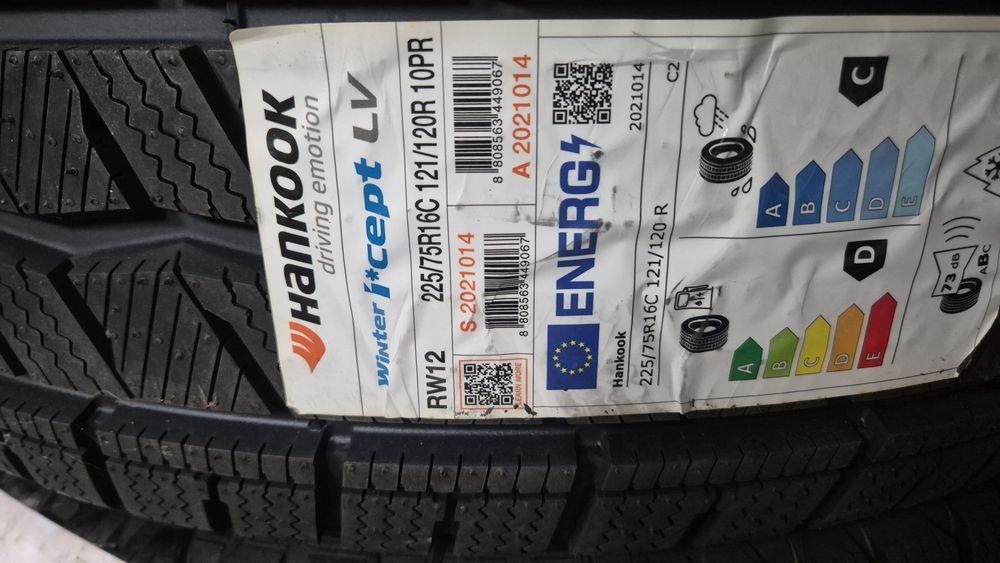 Hankook
driving emotion
winter i*cept LV
RW12 225/75R16C 121/120R 10PR
S 2021014
8 808563 449067
A 2021014
8 808563 449067
LEARN MORE
ENERG
Hankook
2021014
225/75R16C 121/120 R
C2
D
A
B
C
D
E
C
A
B
C
D
E
73 dB
ABC